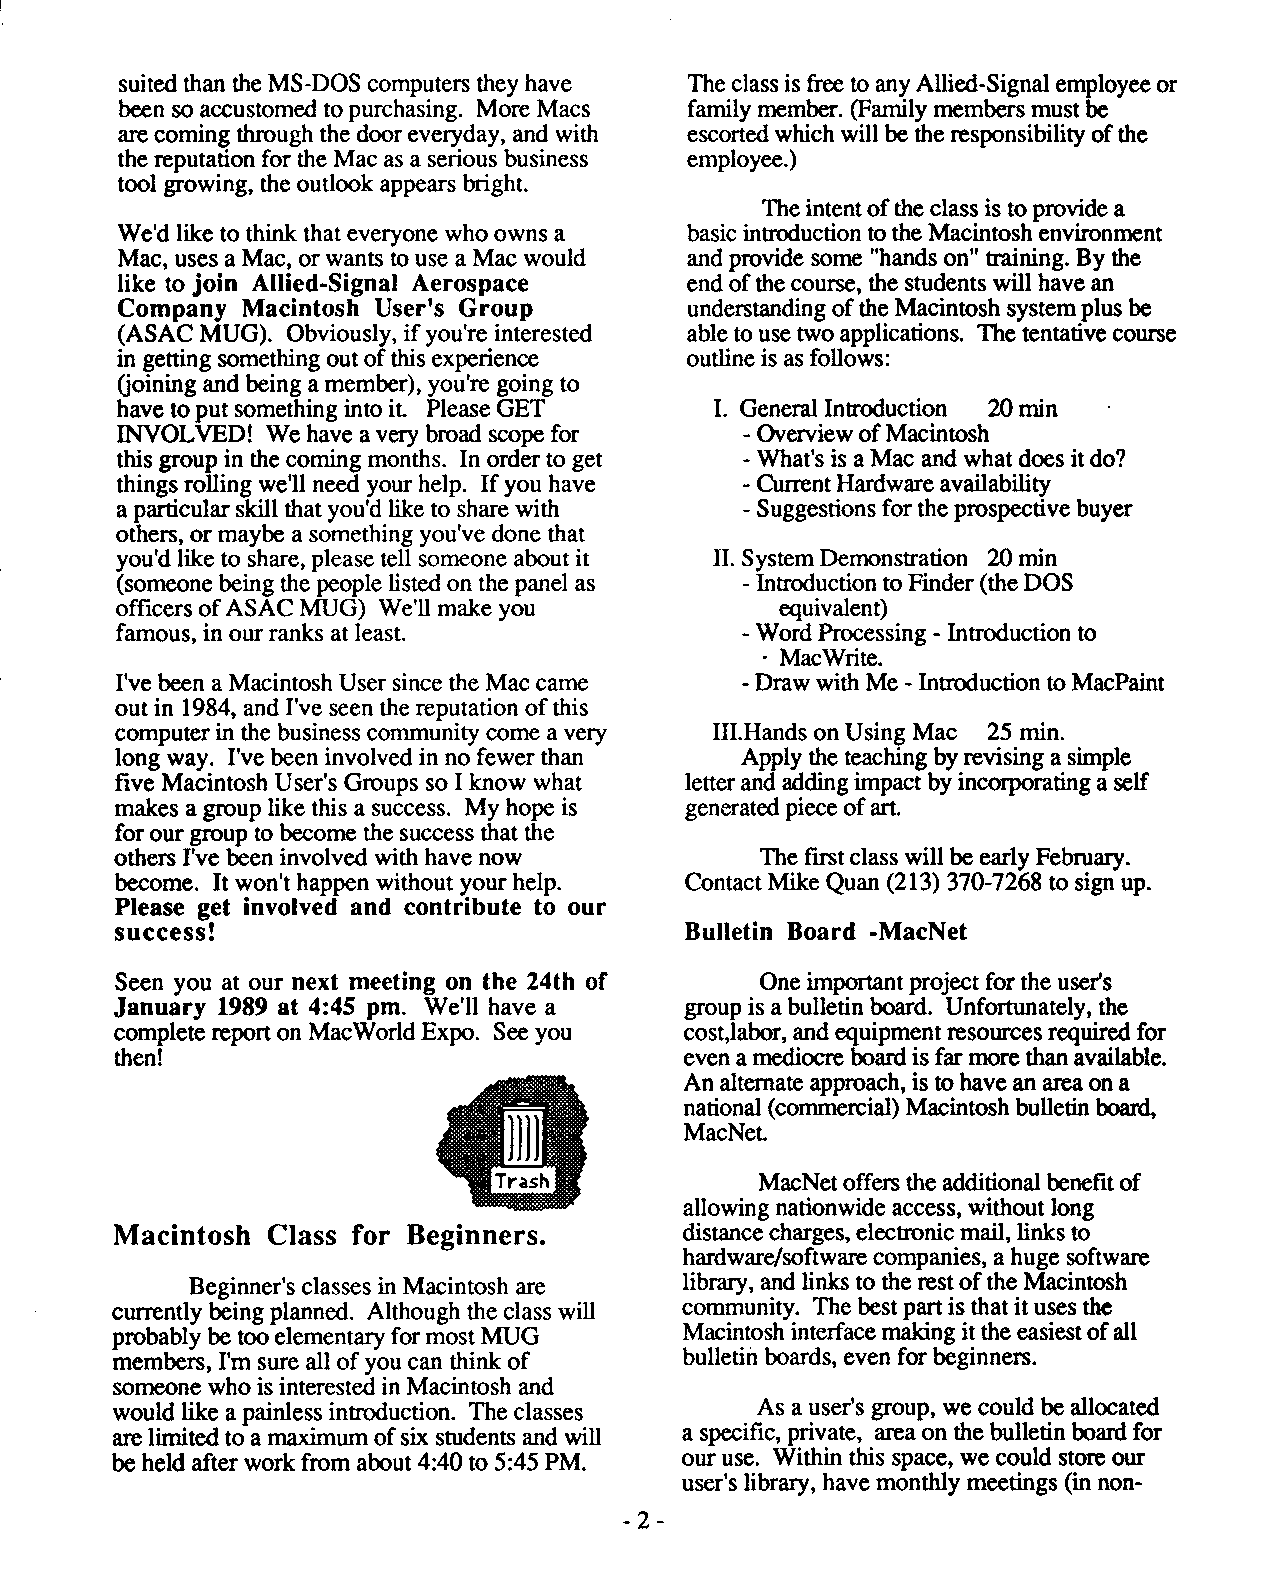 suited than the MS-DOS computers they have
been so accustomed to purchasing.  More Macs
are coming through the door everyday, and with
the reputation for the Mac as a serious business
tool growing, the outlook appears bright.
We'd like to think that everyone who owns a
Mac, uses a Mac, or wants to use a Mac would
like to join Allied-Signal Aerospace
Company Macintosh User's Group
(ASAC MUG).  Obviously, if you're interested
in getting something out of this experience
(joining and being a member), you're going to
have to put something into it.  Please GET
INVOLVED!  We have a very broad scope for
this group in the coming months.  In order to get
things rolling we'll need your help.  If you have
a particular skill that you'd like to share with
others, or maybe a something you've done that
you'd like to share, please tell someone about it
(someone being the people listed on the panel as
officers of ASAC MUG)  We'll make you
famous, in our ranks at least.
I've been a Macintosh User since the Mac came
out in 1984, and I've seen the reputation of this
computer in the business community come a very
long way.  I've been involved in no fewer than
five Macintosh User's Groups so I know what
makes a group like this a success.  My hope is
for our group to become the success that the
others I've been involved with have now
become.  It won't happen without your help.
Please get involved and contribute to our
success!
Seen you at our next meeting on the 24th of
January 1989 at 4:45 pm.  We'll have a
complete report on MacWorld Expo.  See you
then!
Trash
Macintosh Class for Beginners.
Beginner's classes in Macintosh are
currently being planned.  Although the class will
probably be too elementary for most MUG
members, I'm sure all of you can think of
someone who is interested in Macintosh and
would like a painless introduction.  The classes
are limited to a maximum of six students and will
be held after work from about 4:40 to 5:45 PM.
The class is free to any Allied-Signal employee or
family member. (Family members must be
escorted which will be the responsibility of the
employee.)
The intent of the class is to provide a
basic introduction to the Macintosh environment
and provide some "hands on" training. By the
end of the course, the students will have an
understanding of the Macintosh system plus be
able to use two applications.  The tentative course
outline is as follows:
I. General Introduction 20 min
- Overview of Macintosh
- What's is a Mac and what does it do?
- Current Hardware availability
- Suggestions for the prospective buyer
II. System Demonstration 20 min
- Introduction to Finder (the DOS
equivalent)
- Word Processing - Introduction to
MacWrite.
- Draw with Me - Introduction to MacPaint
III.Hands on Using Mac 25 min.
Apply the teaching by revising a simple
letter and adding impact by incorporating a self
generated piece of art.
The first class will be early February.
Contact Mike Quan (213) 370-7268 to sign up.
Bulletin Board -MacNet
One important project for the user's
group is a bulletin board.  Unfortunately, the
cost,labor, and equipment resources required for
even a mediocre board is far more than available.
An alternate approach, is to have an area on a
national (commercial) Macintosh bulletin board,
MacNet.
MacNet offers the additional benefit of
allowing nationwide access, without long
distance charges, electronic mail, links to
hardware/software companies, a huge software
library, and links to the rest of the Macintosh
community.  The best part is that it uses the
Macintosh interface making it the easiest of all
bulletin boards, even for beginners.
As a user's group, we could be allocated
a specific, private,  area on the bulletin board for
our use.  Within this space, we could store our
user's library, have monthly meetings (in non-
- 2 -